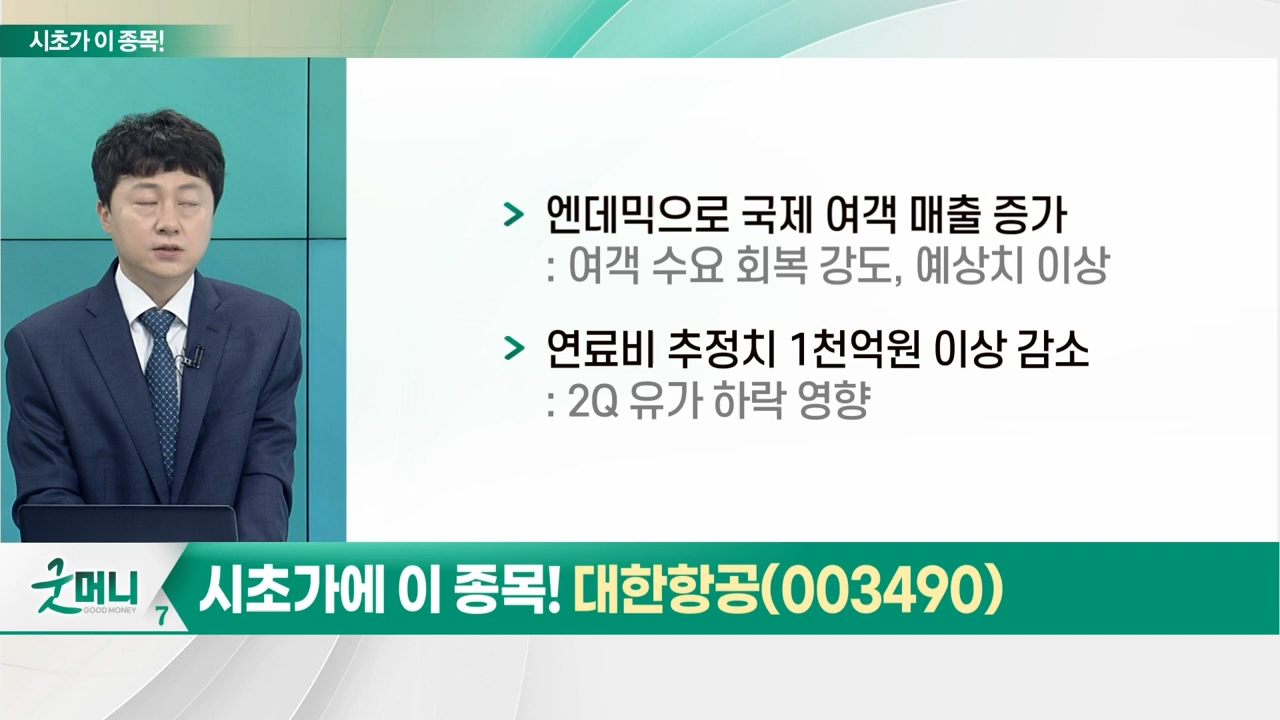 시초가 이 종목!
> 엔데믹으로 국제 여객 매출 증가
: 여객 수요 회복 강도, 예상치 이상
> 연료비 추정치 1천억원 이상 감소
: 2Q 유가 하락 영향
굿머니
GOOD MONEY
7
시초가에 이 종목! 대한항공(003490)